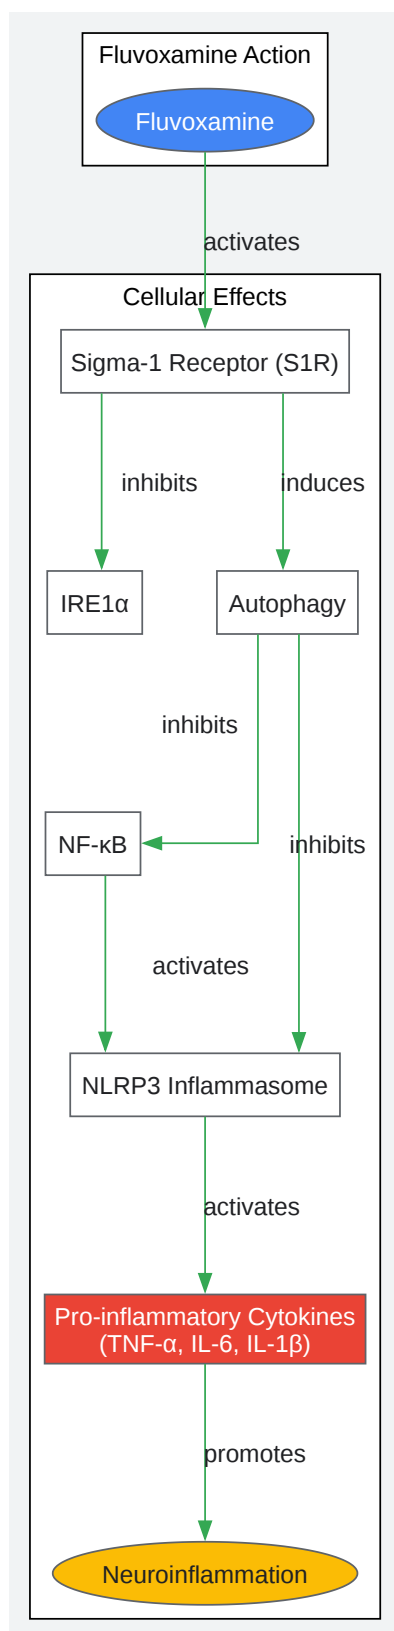 Fluvoxamine Action
Fluvoxamine
activates
Cellular Effects
Sigma-1 Receptor (S1R)
inhibits
induces
IRE1α
Autophagy
inhibits
NF-κB
inhibits
activates
NLRP3 Inflammasome
activates
Pro-inflammatory Cytokines
(TNF-α, IL-6, IL-1β)
promotes
Neuroinflammation